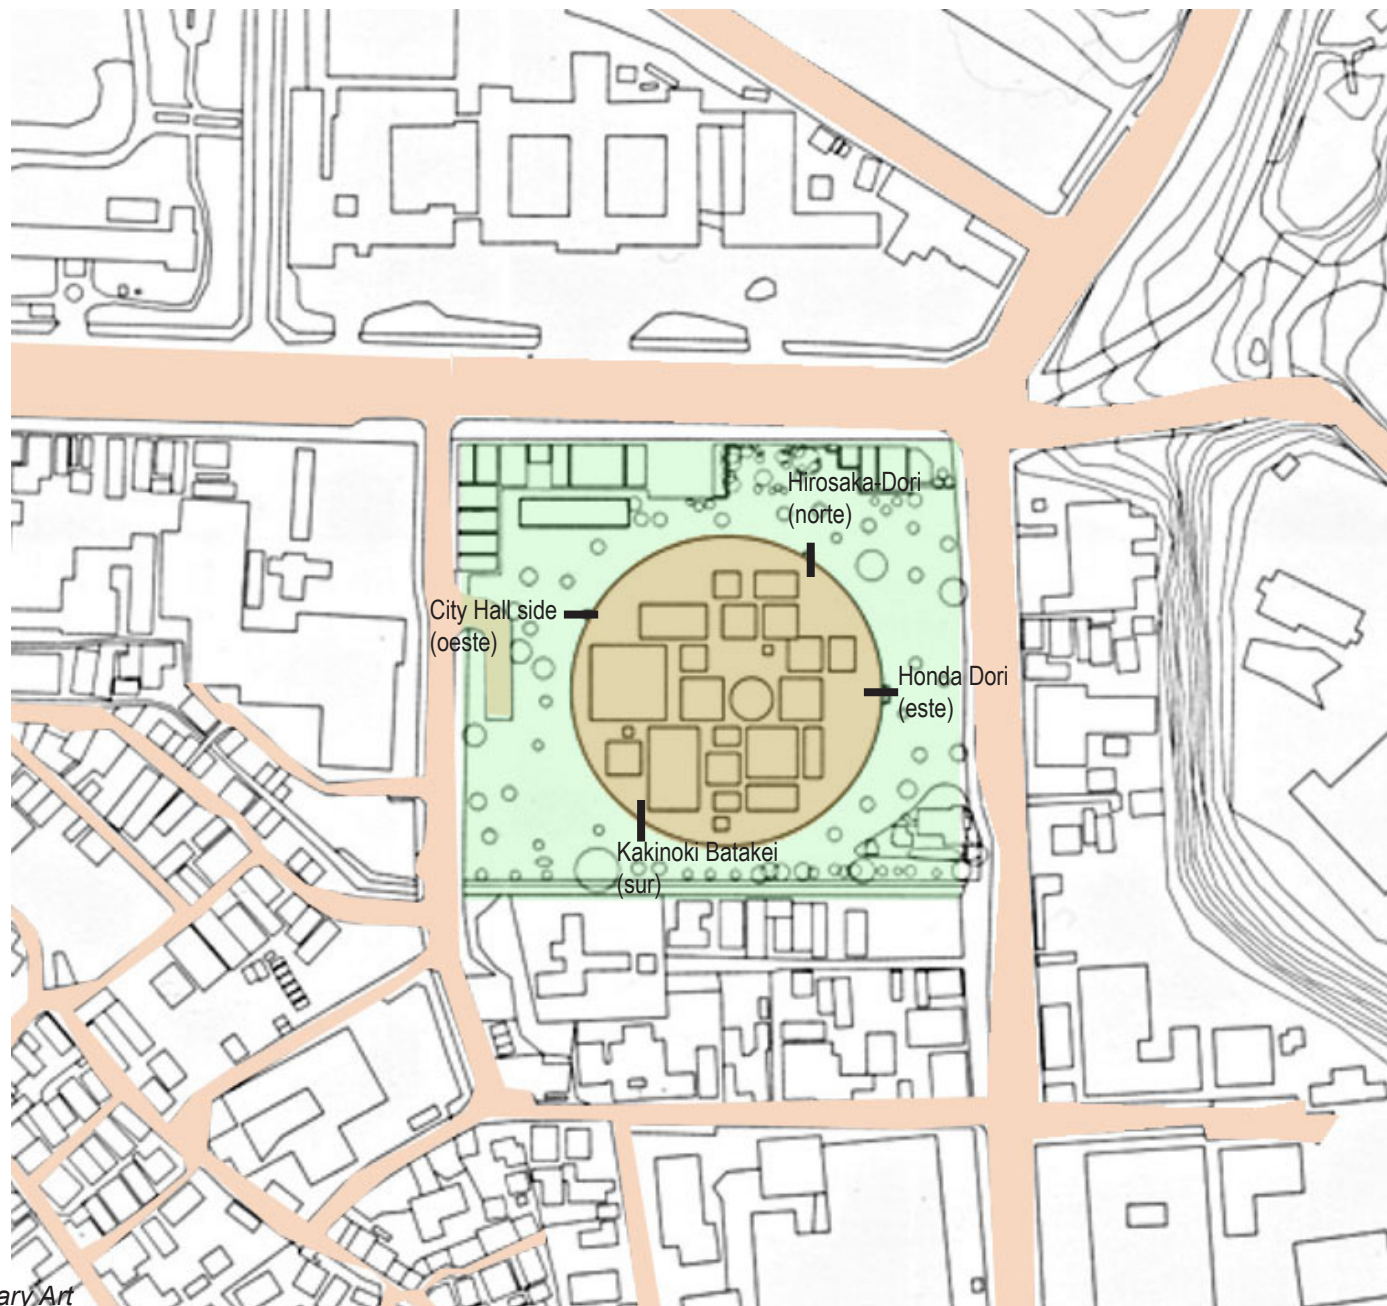 Hirosaka-Dori
(norte)
City Hall side
(oeste)
Honda Dori
(este)
Kakinoki Batakei
(sur)
ary Art